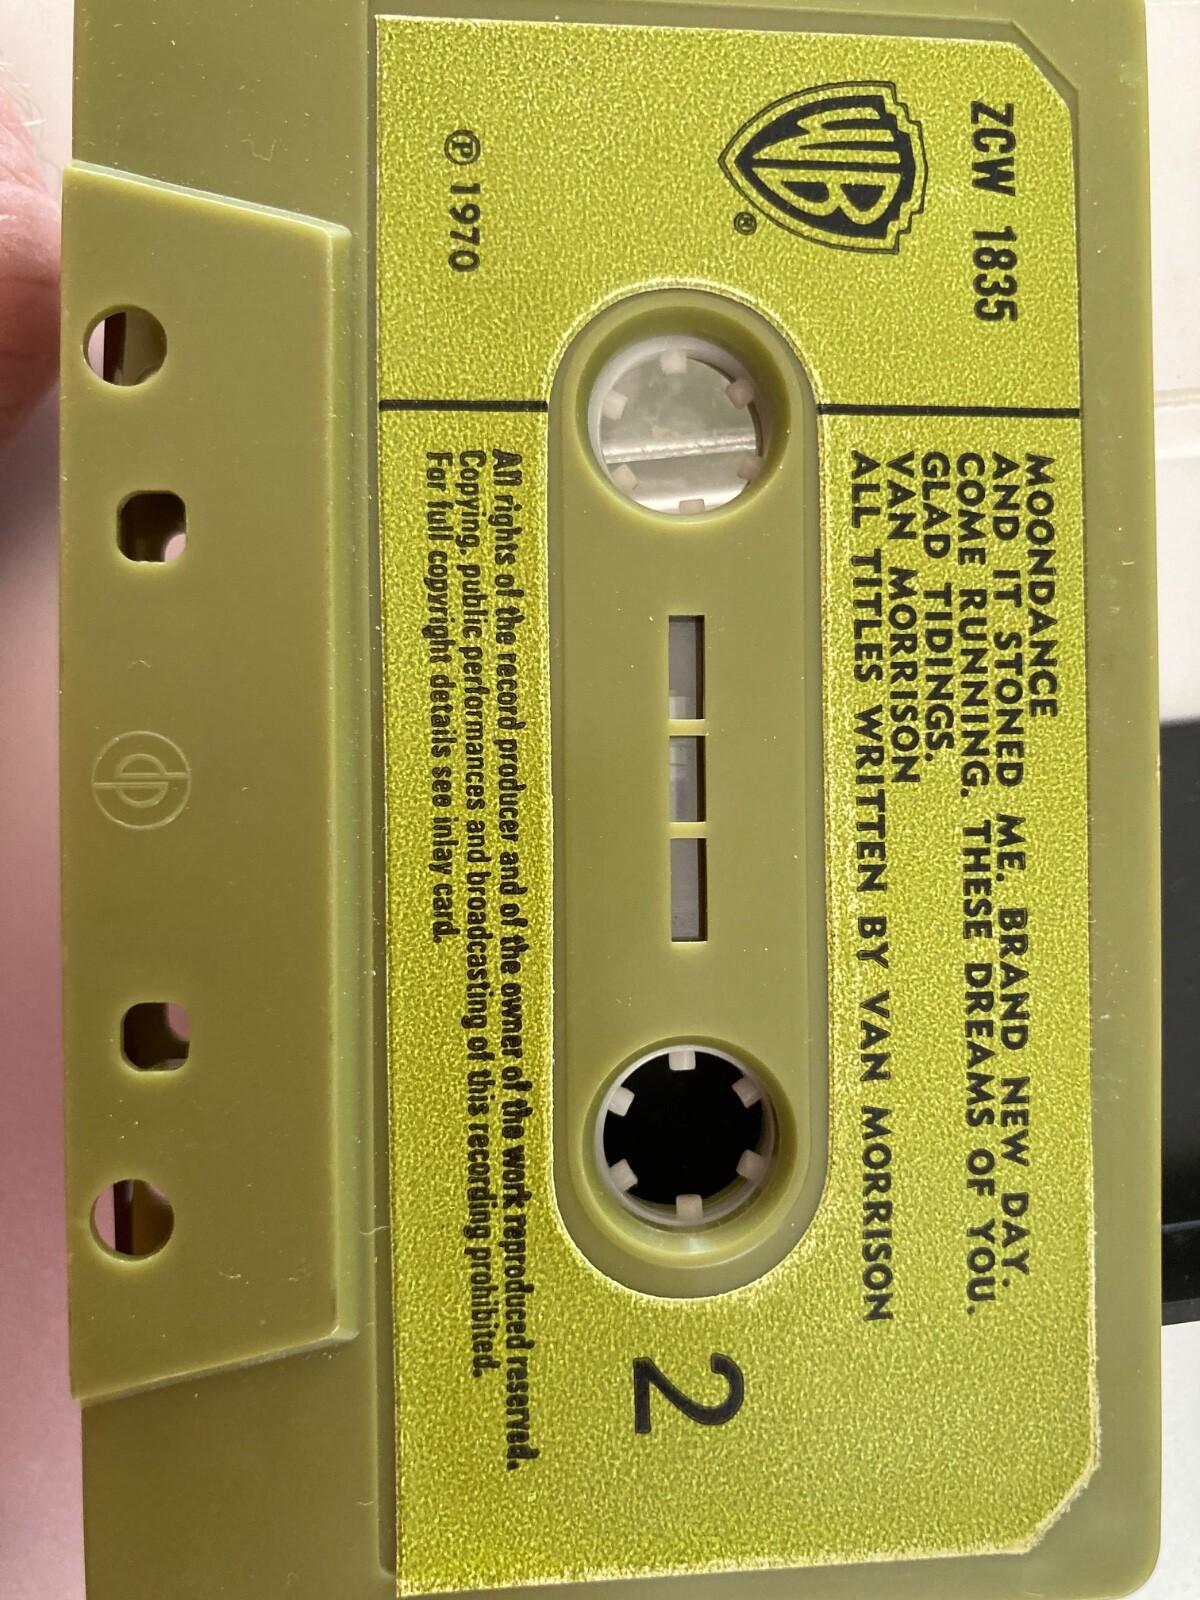 ZCW 1835
WB®
℗ 1970
MOONDANCE
AND IT STONED ME. BRAND NEW DAY.
COME RUNNING. THESE DREAMS OF YOU.
GLAD TIDINGS.
VAN MORRISON
ALL TITLES WRITTEN BY VAN MORRISON
2
All rights of the record producer and of the owner of the work reproduced reserved.
Copying, public performances and broadcasting of this recording prohibited.
For full copyright details see inlay card.